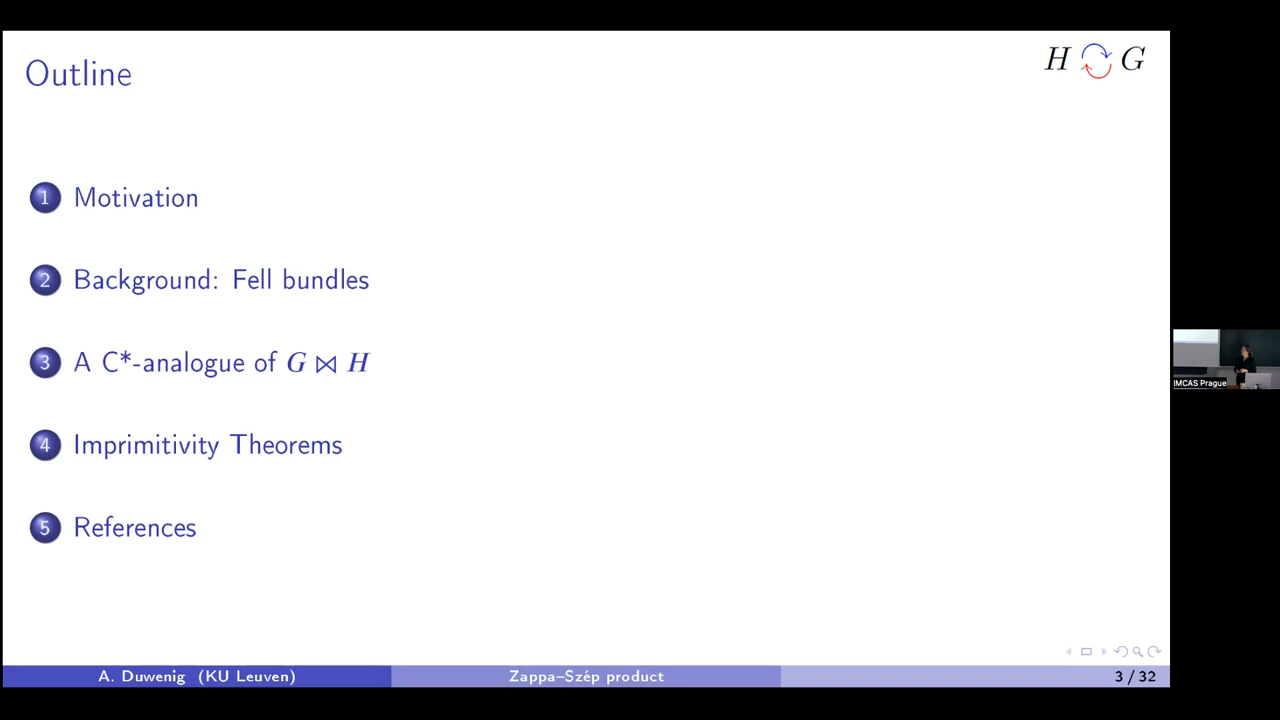 Outline
H G
1 Motivation
2 Background: Fell bundles
3 A C*-analogue of G ⋈ H
4 Imprimitivity Theorems
5 References
IMCAS Prague
A. Duwenig (KU Leuven) Zappa–Szép product 3 / 32